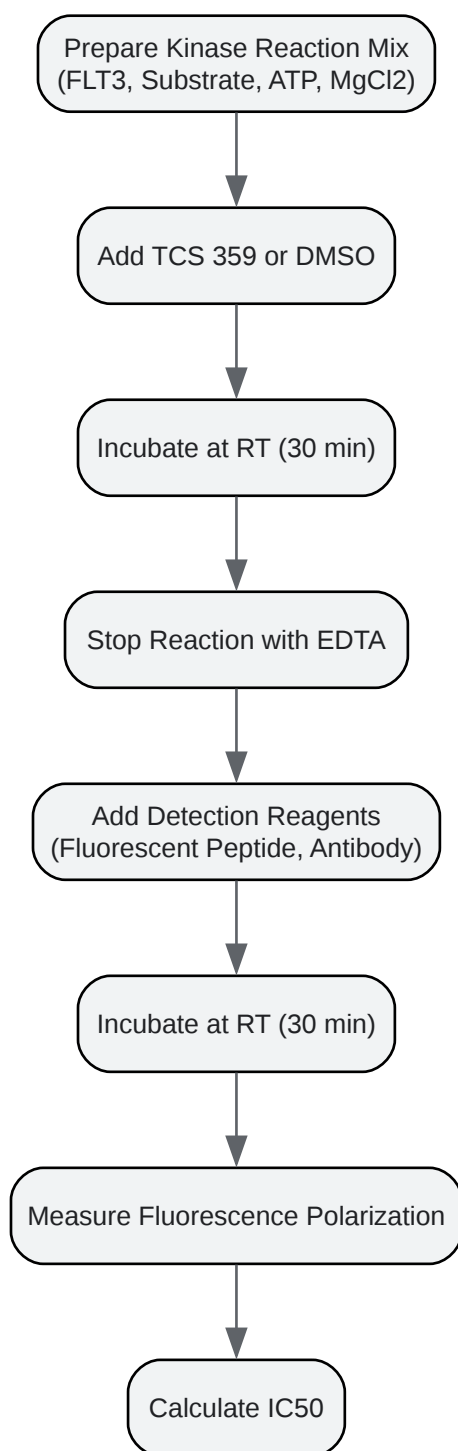 Prepare Kinase Reaction Mix
(FLT3, Substrate, ATP, MgCl2)
Add TCS 359 or DMSO
Incubate at RT (30 min)
Stop Reaction with EDTA
Add Detection Reagents
(Fluorescent Peptide, Antibody)
Incubate at RT (30 min)
Measure Fluorescence Polarization
Calculate IC50